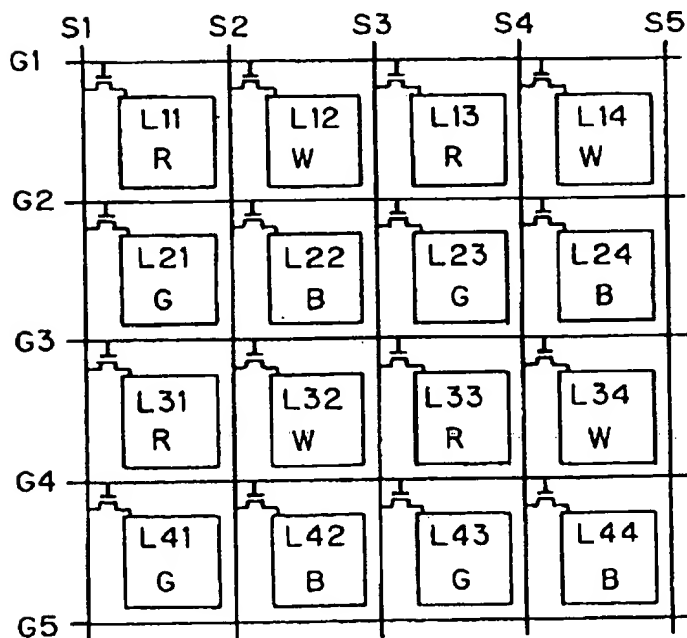 S1 S2 S3 S4 S5
G1
L11 L12 L13 L14
R W R W
G2
L21 L22 L23 L24
G B G B
G3
L31 L32 L33 L34
R W R W
G4
L41 L42 L43 L44
G B G B
G5